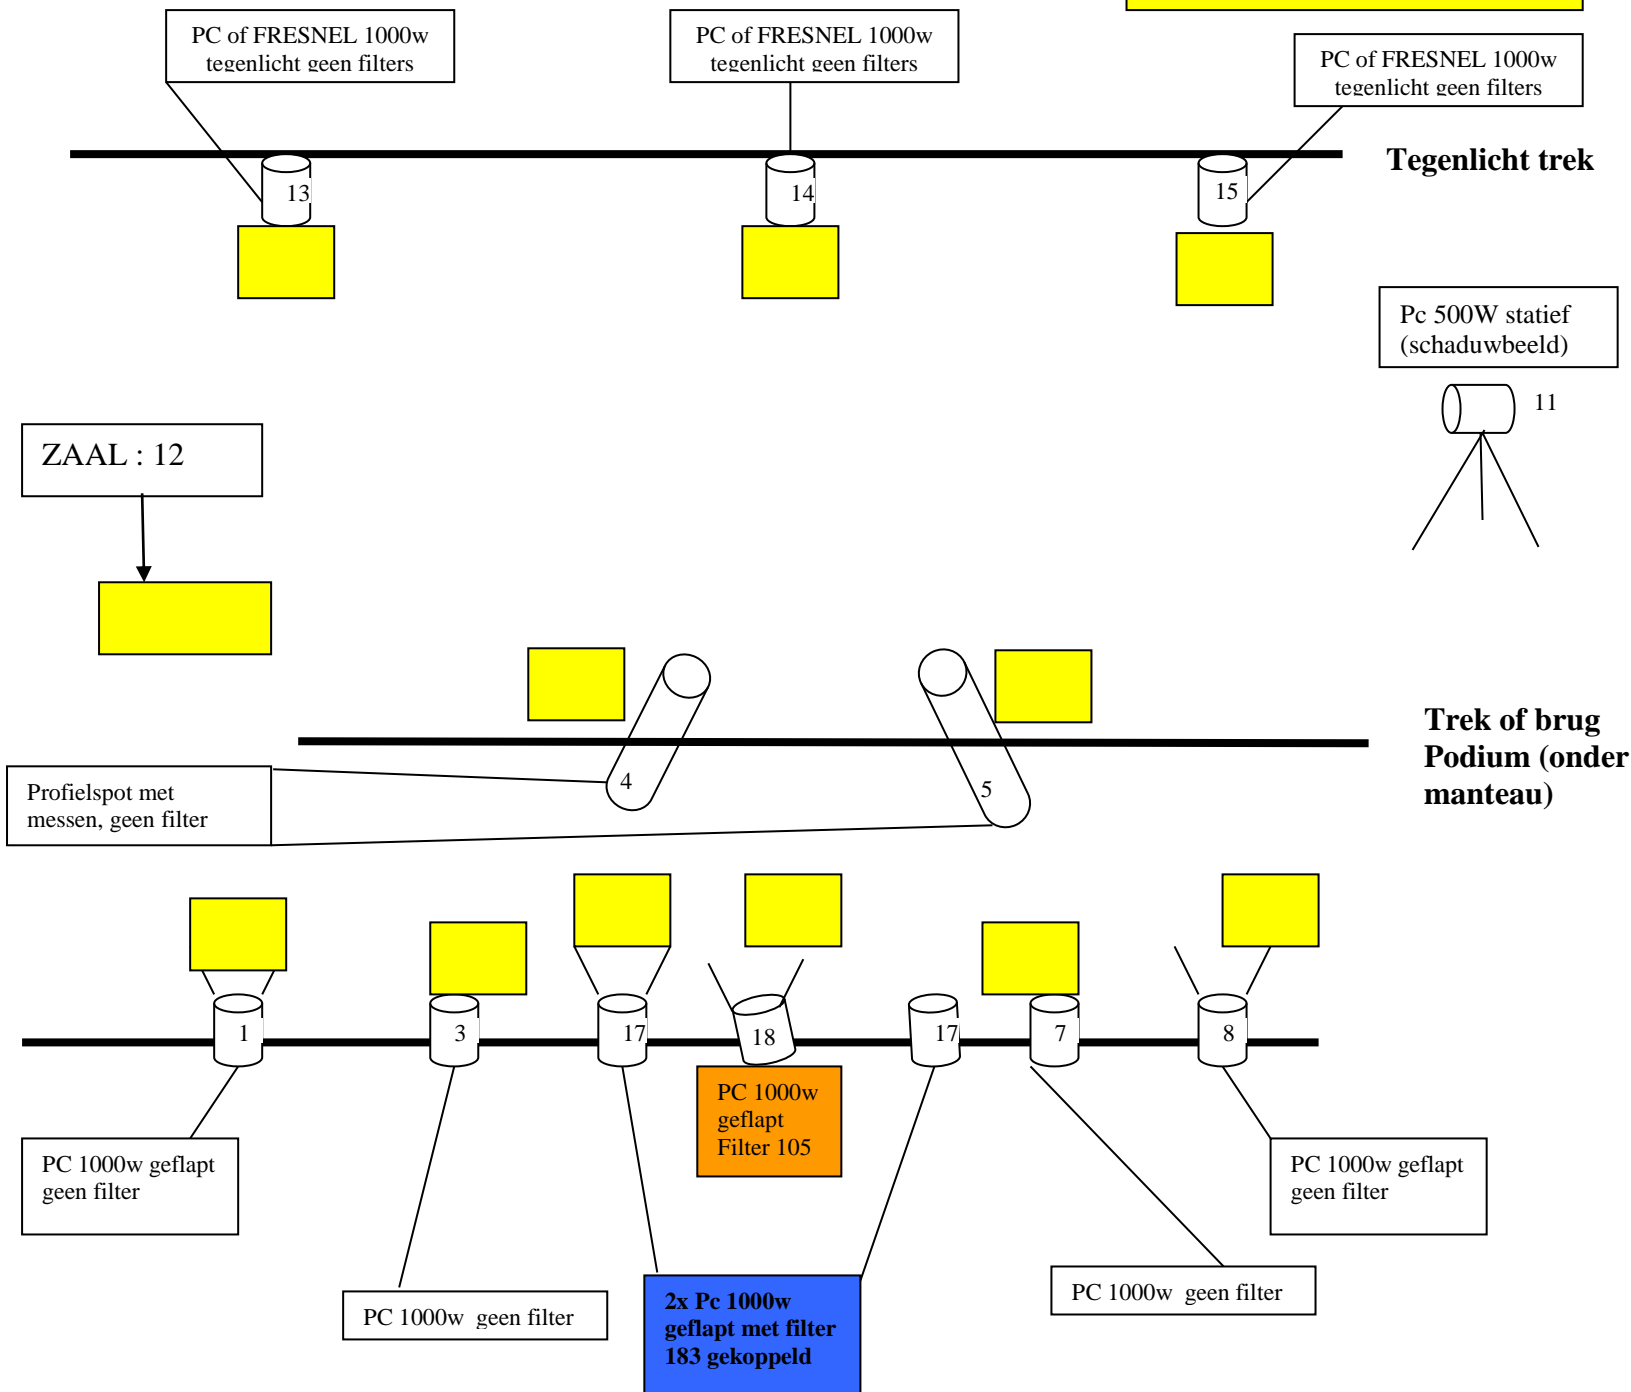 PC of FRESNEL 1000w
tegenlicht geen filters
PC of FRESNEL 1000w
tegenlicht geen filters
PC of FRESNEL 1000w
tegenlicht geen filters
Tegenlicht trek
13
14
15
Pc 500W statief
(schaduwbeeld)
11
ZAAL : 12
Trek of brug
Podium (onder
manteau)
Profielspot met
messen, geen filter
4
5
1
3
17
18
17
7
8
PC 1000w
geflapt
Filter 105
PC 1000w geflapt
geen filter
PC 1000w geflapt
geen filter
PC 1000w  geen filter
2x Pc 1000w
geflapt met filter
183 gekoppeld
PC 1000w  geen filter